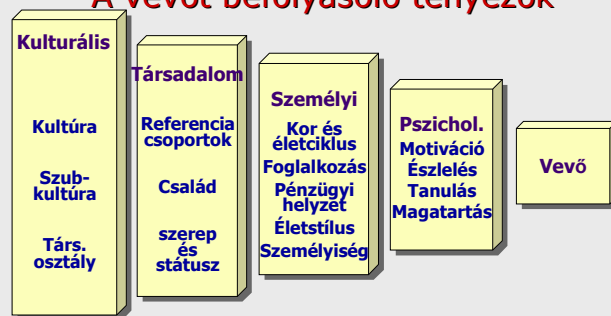 A vevőt befolyásoló tényezők
Kulturális
Kultúra
Szub-
kultúra
Társ.
osztály
Társadalom
Referencia
csoportok
Család
szerep
és
státusz
Személyi
Kor és
életciklus
Foglalkozás
Pénzügyi
helyzet
Életstílus
Személyiség
Pszichol.
Motiváció
Észlelés
Tanulás
Magatartás
Vevő